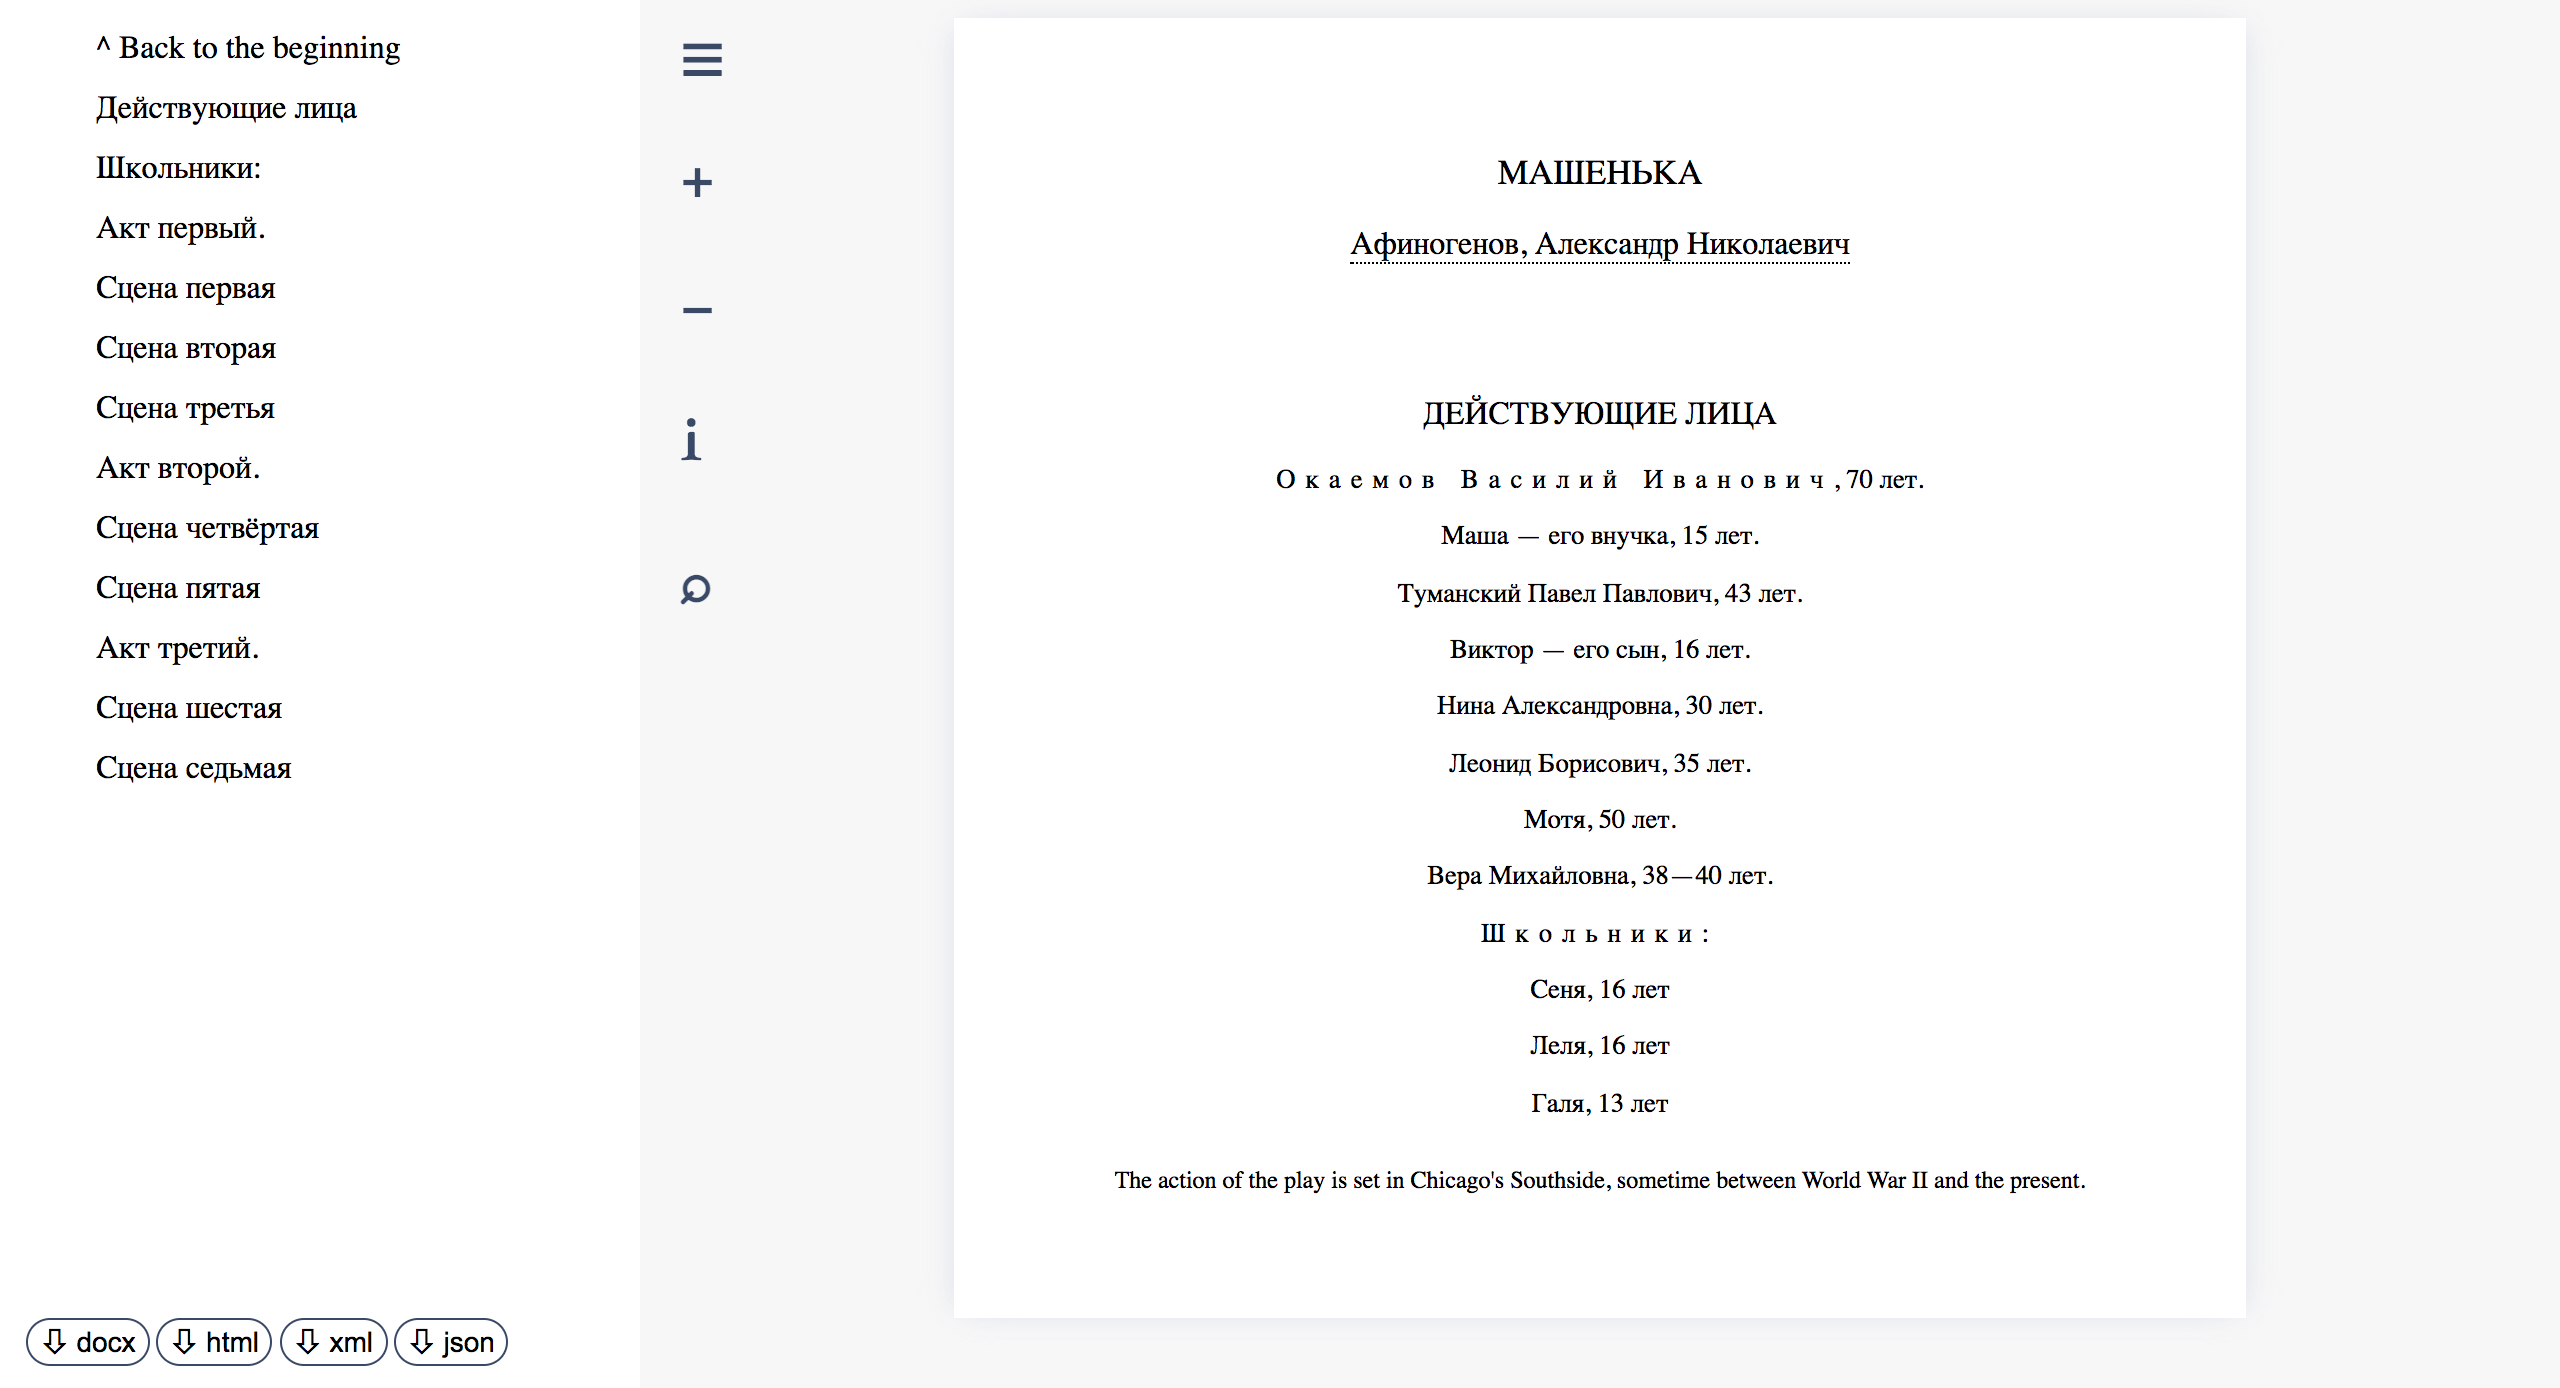 ^ Back to the beginning
Действующие лица
Школьники:
Акт первый.
Сцена первая
Сцена вторая
Сцена третья
Акт второй.
Сцена четвёртая
Сцена пятая
Акт третий.
Сцена шестая
Сцена седьмая
docx html xml json
МАШЕНЬКА
Афиногенов, Александр Николаевич
ДЕЙСТВУЮЩИЕ ЛИЦА
Окаемов Василий Иванович, 70 лет.
Маша — его внучка, 15 лет.
Туманский Павел Павлович, 43 лет.
Виктор — его сын, 16 лет.
Нина Александровна, 30 лет.
Леонид Борисович, 35 лет.
Мотя, 50 лет.
Вера Михайловна, 38—40 лет.
Школьники:
Сеня, 16 лет
Леля, 16 лет
Галя, 13 лет
The action of the play is set in Chicago's Southside, sometime between World War II and the present.